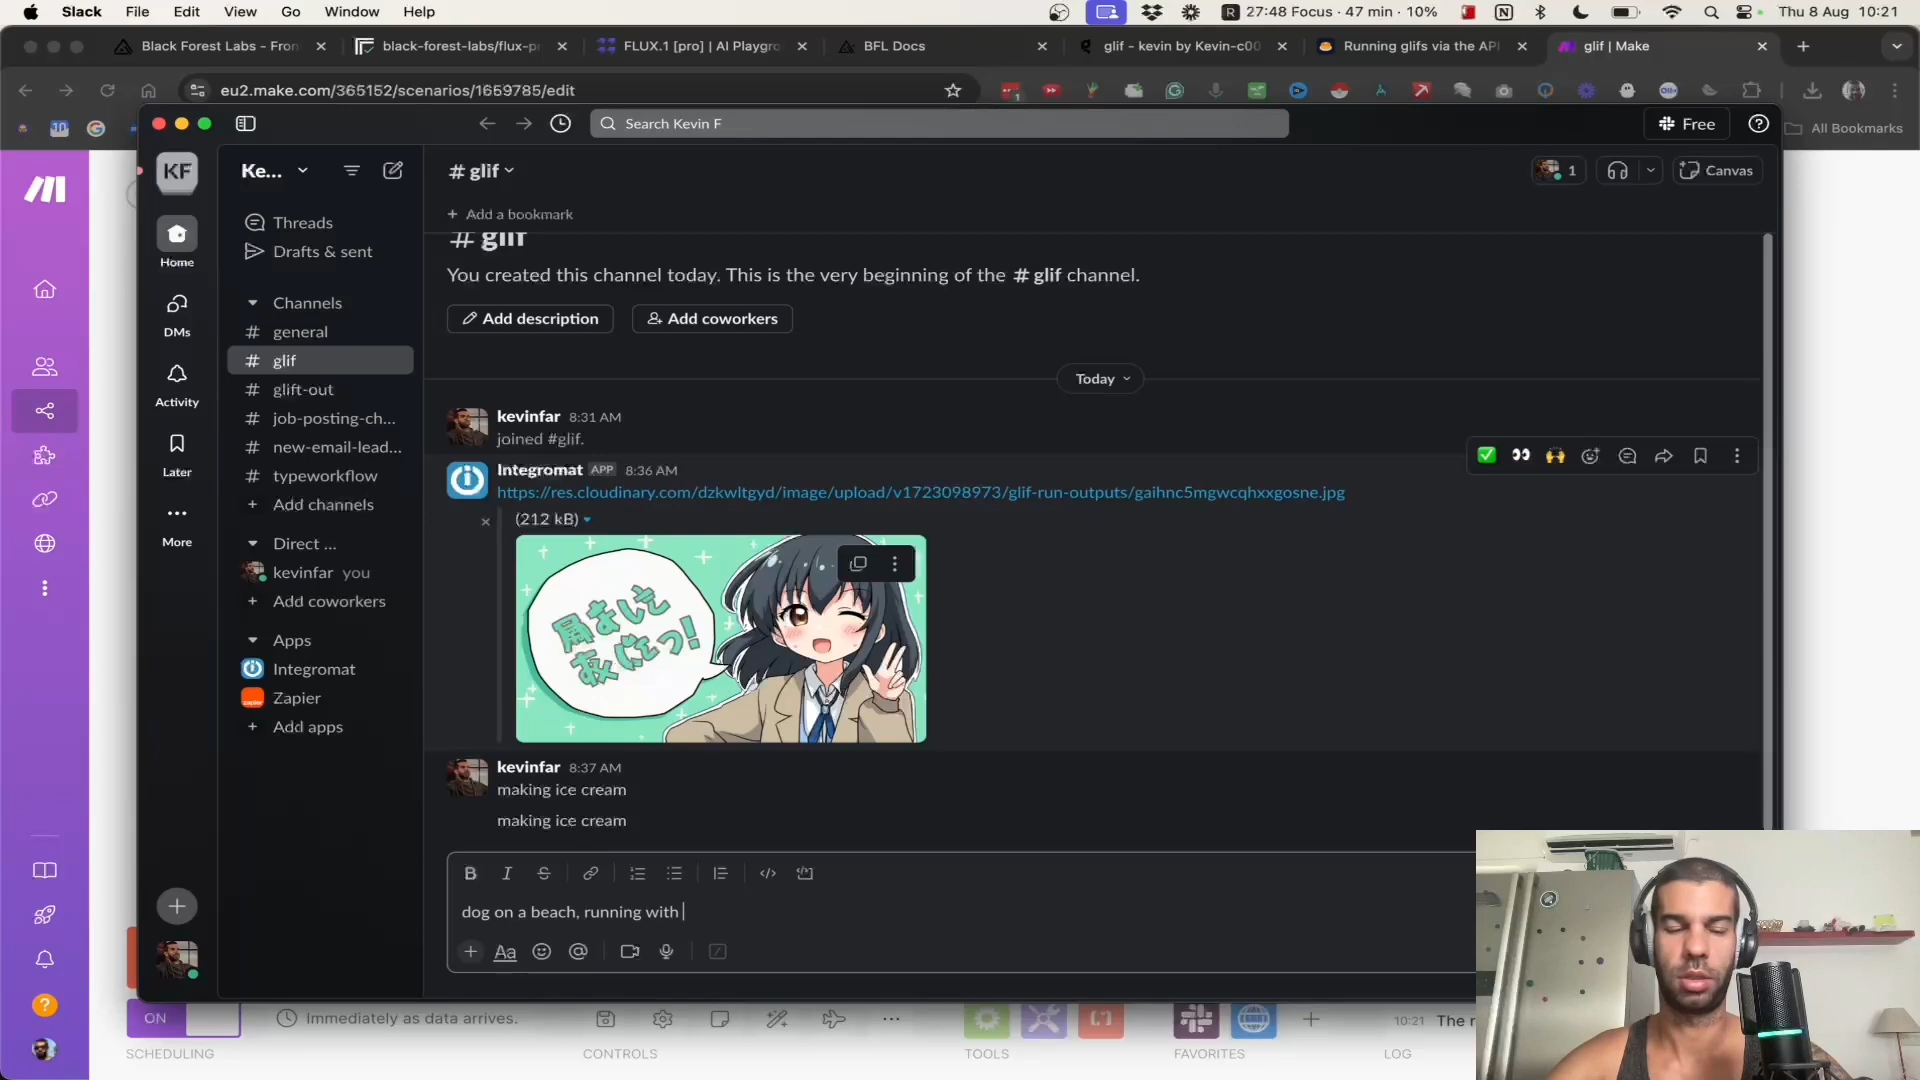 Slack File Edit View Go Window Help
27:48 Focus · 47 min · 10%
Thu 8 Aug 10:21
Black Forest Labs - Fron
black-forest-labs/flux-pr
FLUX.1 [pro] | AI Playgro
BFL Docs
glif - kevin by Kevin-c00
Running glifs via the API
glif | Make
eu2.make.com/365152/scenarios/1659785/edit
All Bookmarks
Search Kevin F
Free
KF
Ke...
# glif
1
Canvas
Add a bookmark
Home
DMs
Activity
Later
More
Threads
Drafts & sent
Channels
# general
# glif
# glift-out
# job-posting-ch...
# new-email-lead...
# typeworkflow
+ Add channels
Direct ...
kevinfar you
+ Add coworkers
Apps
Integromat
Zapier
+ Add apps
# glif
You created this channel today. This is the very beginning of the # glif channel.
Add description
Add coworkers
Today
kevinfar 8:31 AM
joined #glif.
Integromat APP 8:36 AM
https://res.cloudinary.com/dzkwltgyd/image/upload/v1723098973/glif-run-outputs/gaihnc5mgwcqhxxgosne.jpg
(212 kB)
kevinfar 8:37 AM
making ice cream
making ice cream
dog on a beach, running with
ON
Immediately as data arrives.
10:21 The r
SCHEDULING
CONTROLS
TOOLS
FAVORITES
LOG